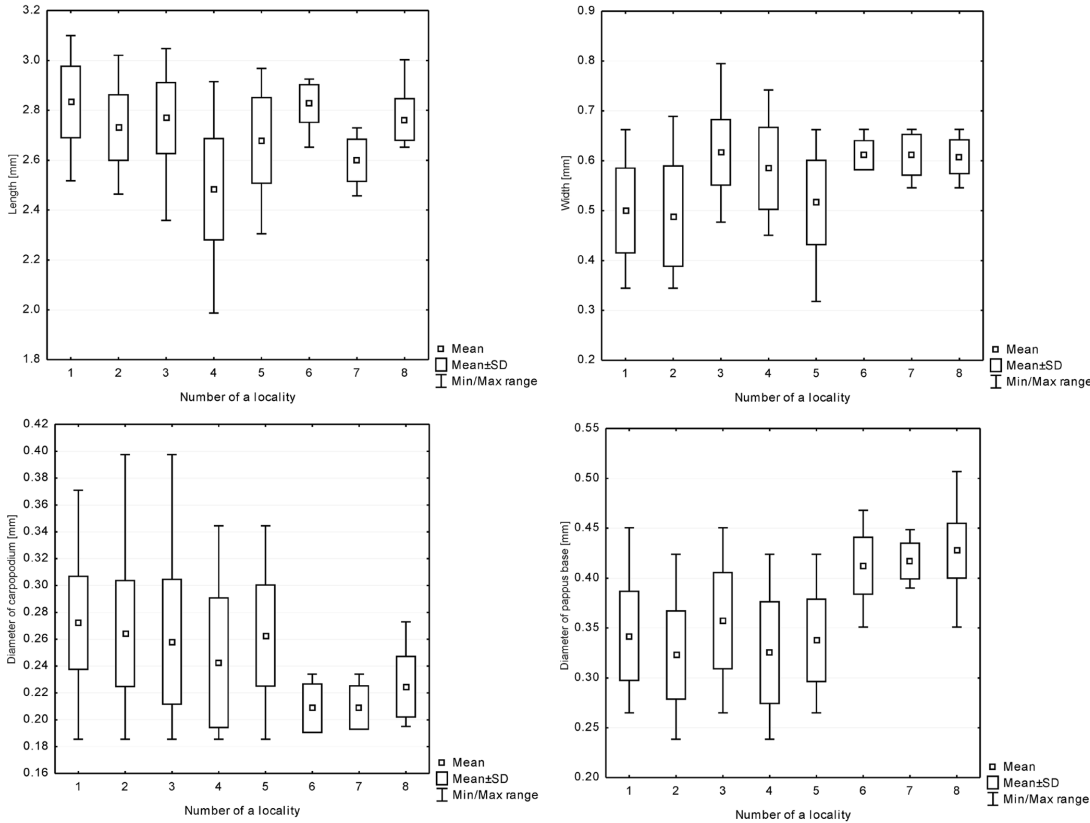 3.2
3.0
2.8
2.6
2.4
2.2
2.0
1.8
Length [mm]
1 2 3 4 5 6 7 8
Number of a locality
Mean
Mean±SD
Min/Max range
0.9
0.8
0.7
0.6
0.5
0.4
0.3
0.2
Width [mm]
1 2 3 4 5 6 7 8
Number of a locality
Mean
Mean±SD
Min/Max range
0.42
0.40
0.38
0.36
0.34
0.32
0.30
0.28
0.26
0.24
0.22
0.20
0.18
0.16
Diameter of carpopodium [mm]
1 2 3 4 5 6 7 8
Number of a locality
Mean
Mean±SD
Min/Max range
0.55
0.50
0.45
0.40
0.35
0.30
0.25
0.20
Diameter of pappus base [mm]
1 2 3 4 5 6 7 8
Number of a locality
Mean
Mean±SD
Min/Max range